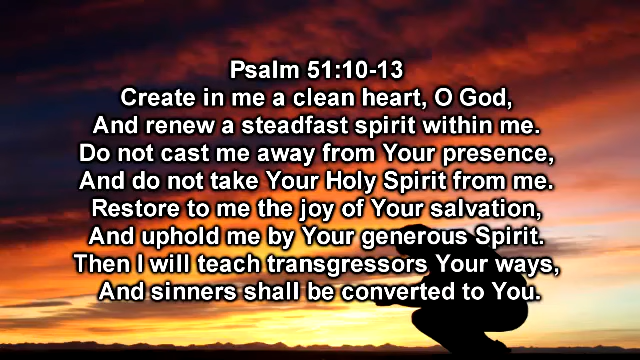 Psalm 51:10-13
Create in me a clean heart, O God,
And renew a steadfast spirit within me.
Do not cast me away from Your presence,
And do not take Your Holy Spirit from me.
Restore to me the joy of Your salvation,
And uphold me by Your generous Spirit.
Then I will teach transgressors Your ways,
And sinners shall be converted to You.